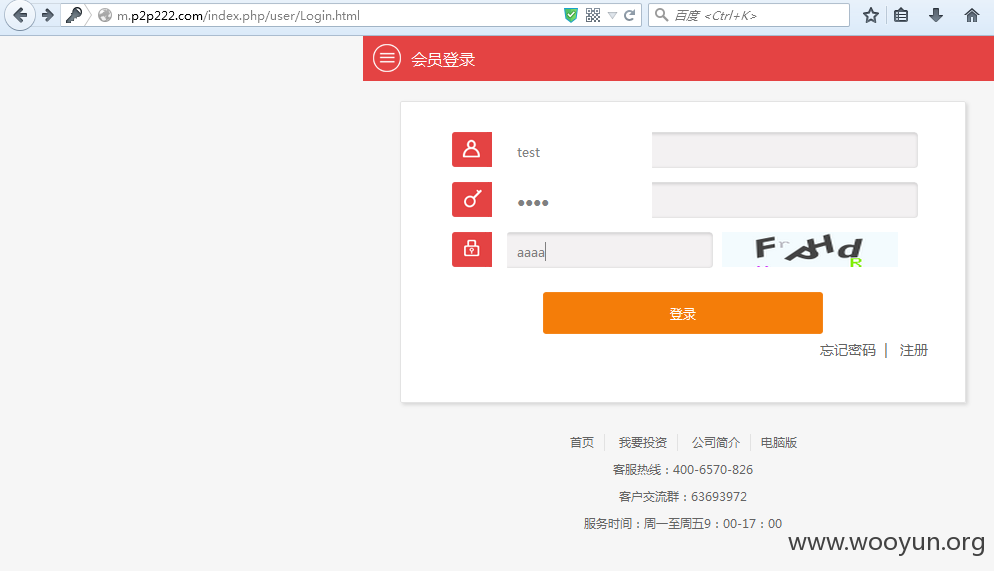 m.p2p222.com/index.php/user/Login.html
百度 <Ctrl+K>
会员登录
test
●●●●
aaaa
登录
忘记密码 | 注册
首页 我要投资 公司简介 电脑版
客服热线：400-6570-826
客户交流群：63693972
服务时间：周一至周五9：00-17：00
www.wooyun.org